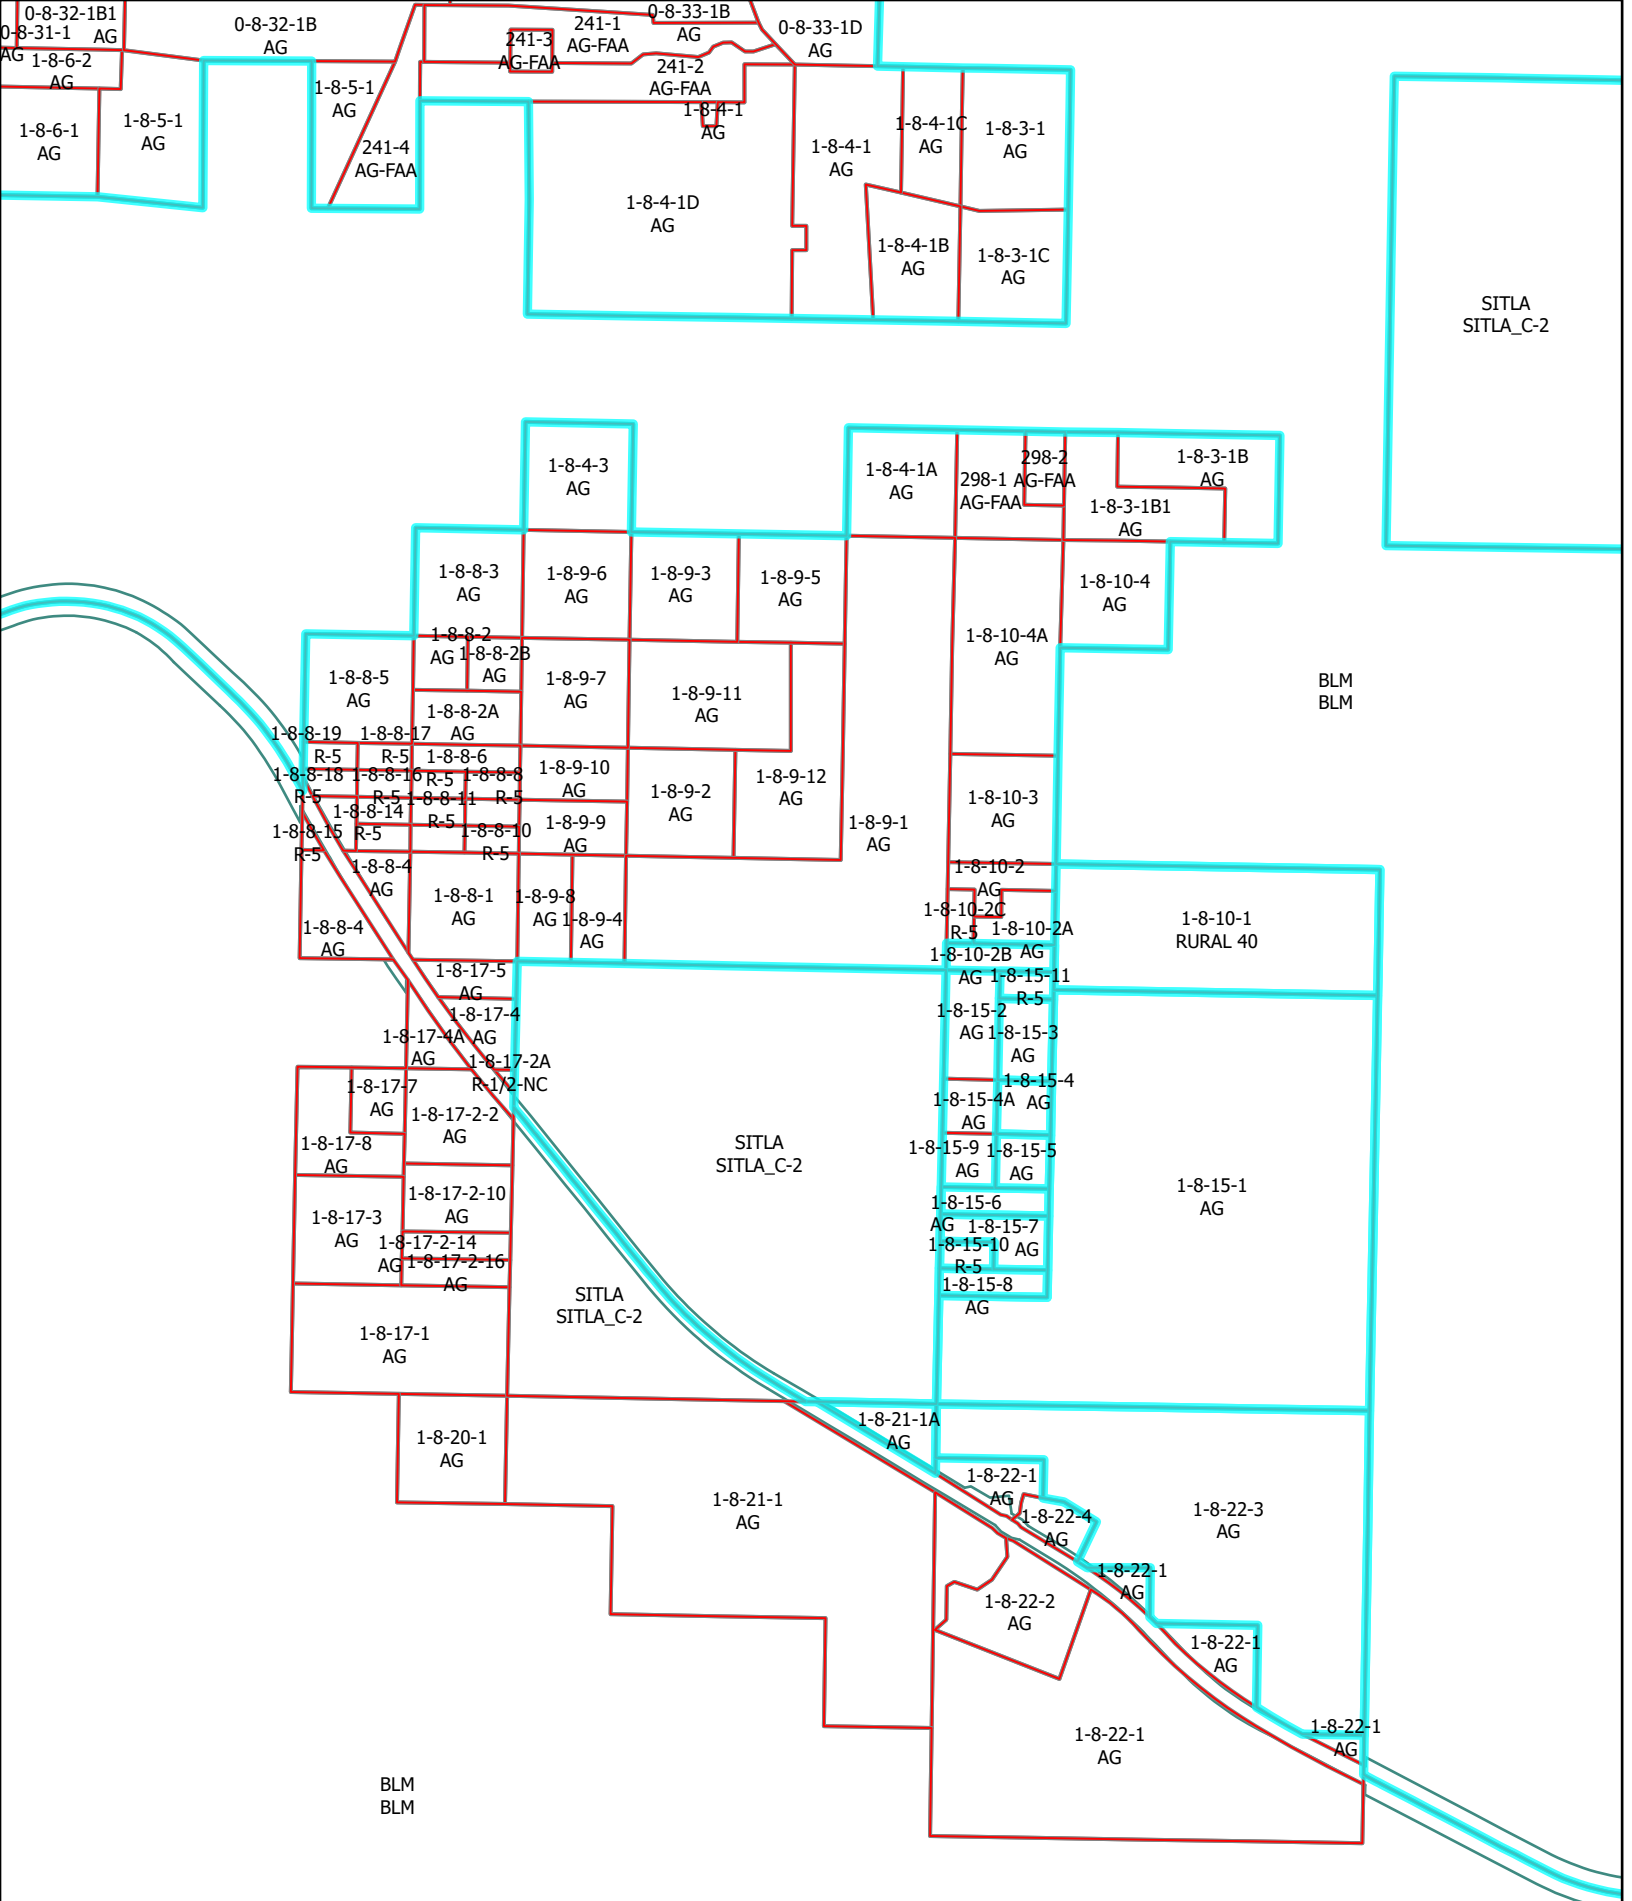 0-8-32-1B1
AG
0-8-31-1
AG
0-8-32-1B
AG
1-8-6-2
AG
1-8-6-1
AG
1-8-5-1
AG
1-8-5-1
AG
241-4
AG-FAA
241-3
AG-FAA
241-1
AG-FAA
0-8-33-1B
AG
0-8-33-1D
AG
241-2
AG-FAA
1-8-4-1
AG
1-8-4-1D
AG
1-8-4-1
AG
1-8-4-1C
AG
1-8-3-1
AG
1-8-4-1B
AG
1-8-3-1C
AG
SITLA
SITLA_C-2
1-8-4-3
AG
1-8-4-1A
AG
298-1
AG-FAA
298-2
AG-FAA
1-8-3-1B
AG
1-8-3-1B1
AG
1-8-8-3
AG
1-8-9-6
AG
1-8-9-3
AG
1-8-9-5
AG
1-8-10-4
AG
1-8-10-4A
AG
1-8-8-2
AG
1-8-8-2B
AG
1-8-8-5
AG
1-8-9-7
AG
1-8-9-11
AG
BLM
BLM
1-8-8-2A
AG
1-8-8-19
R-5
1-8-8-17
R-5
1-8-8-6
R-5
1-8-8-18
R-5
1-8-8-16
R-5
1-8-8-8
R-5
1-8-9-10
AG
1-8-9-2
AG
1-8-9-12
AG
1-8-10-3
AG
1-8-8-11
R-5
1-8-8-14
R-5
1-8-8-15
R-5
1-8-8-10
R-5
1-8-9-9
AG
1-8-9-1
AG
1-8-8-4
AG
1-8-10-2
AG
1-8-8-1
AG
1-8-9-8
AG
1-8-9-4
AG
1-8-10-2C
R-5
1-8-10-1
RURAL 40
1-8-8-4
AG
1-8-10-2A
AG
1-8-10-2B
AG
1-8-17-5
AG
1-8-15-11
R-5
1-8-17-4
AG
1-8-15-2
AG
1-8-17-4A
AG
1-8-15-3
AG
1-8-17-2A
R-1/2-NC
1-8-15-4
AG
1-8-17-7
AG
1-8-15-4A
AG
1-8-17-2-2
AG
1-8-17-8
AG
SITLA
SITLA_C-2
1-8-15-9
AG
1-8-15-5
AG
1-8-17-2-10
AG
1-8-15-1
AG
1-8-15-6
AG
1-8-17-3
AG
1-8-15-7
AG
1-8-17-2-14
AG
1-8-15-10
R-5
1-8-17-2-16
AG
1-8-15-8
AG
SITLA
SITLA_C-2
1-8-17-1
AG
1-8-21-1A
AG
1-8-20-1
AG
1-8-22-1
AG
1-8-21-1
AG
1-8-22-4
AG
1-8-22-3
AG
1-8-22-1
AG
1-8-22-2
AG
1-8-22-1
AG
1-8-22-1
AG
1-8-22-1
AG
BLM
BLM